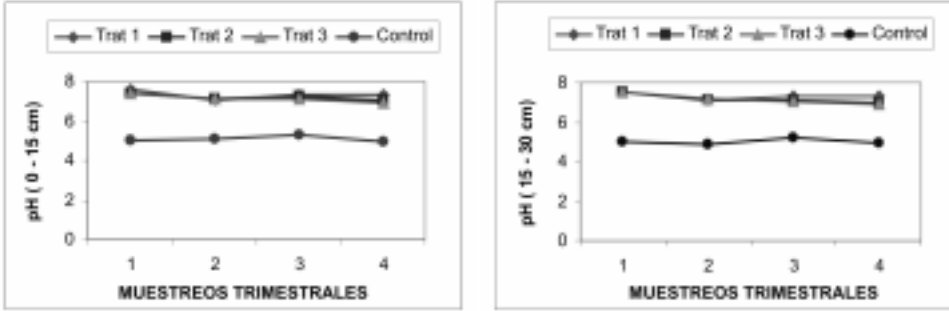 Trat 1 Trat 2 Trat 3 Control
8
6
4
2
0
pH ( 0 - 15 cm)
1 2 3 4
MUESTREOS TRIMESTRALES
Trat 1 Trat 2 Trat 3 Control
8
6
4
2
0
pH ( 15 - 30 cm)
1 2 3 4
MUESTREOS TRIMESTRALES